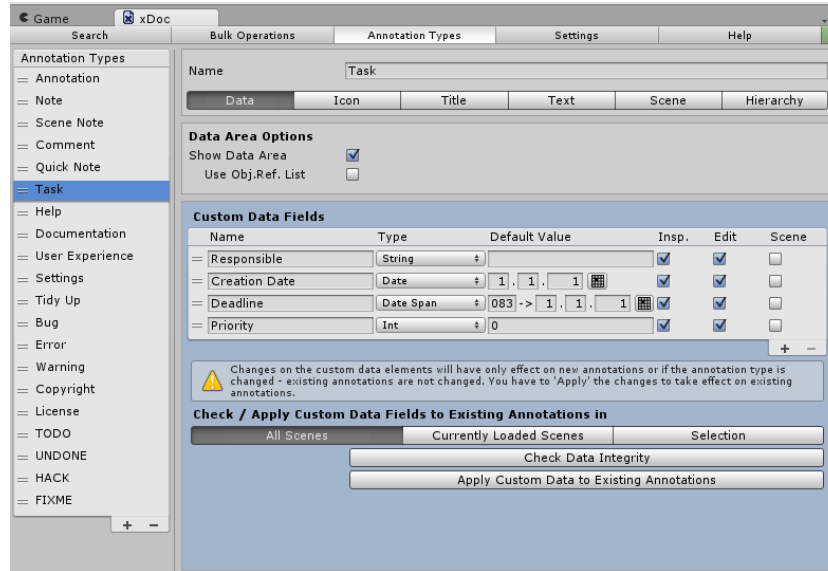 Game xDoc
Search Bulk Operations Annotation Types Settings Help
Annotation Types
Annotation
Note
Scene Note
Comment
Quick Note
Task
Help
Documentation
User Experience
Settings
Tidy Up
Bug
Error
Warning
Copyright
License
TODO
UNDONE
HACK
FIXME
+ −
Name Task
Data Icon Title Text Scene Hierarchy
Data Area Options
Show Data Area
Use Obj.Ref. List
Custom Data Fields
Name Type Default Value Insp. Edit Scene
Responsible String
Creation Date Date 1 . 1 . 1
Deadline Date Span 083 -> 1 . 1 . 1
Priority Int 0
+ −
Changes on the custom data elements will have only effect on new annotations or if the annotation type is
changed - existing annotations are not changed. You have to 'Apply' the changes to take effect on existing
annotations.
Check / Apply Custom Data Fields to Existing Annotations in
All Scenes Currently Loaded Scenes Selection
Check Data Integrity
Apply Custom Data to Existing Annotations